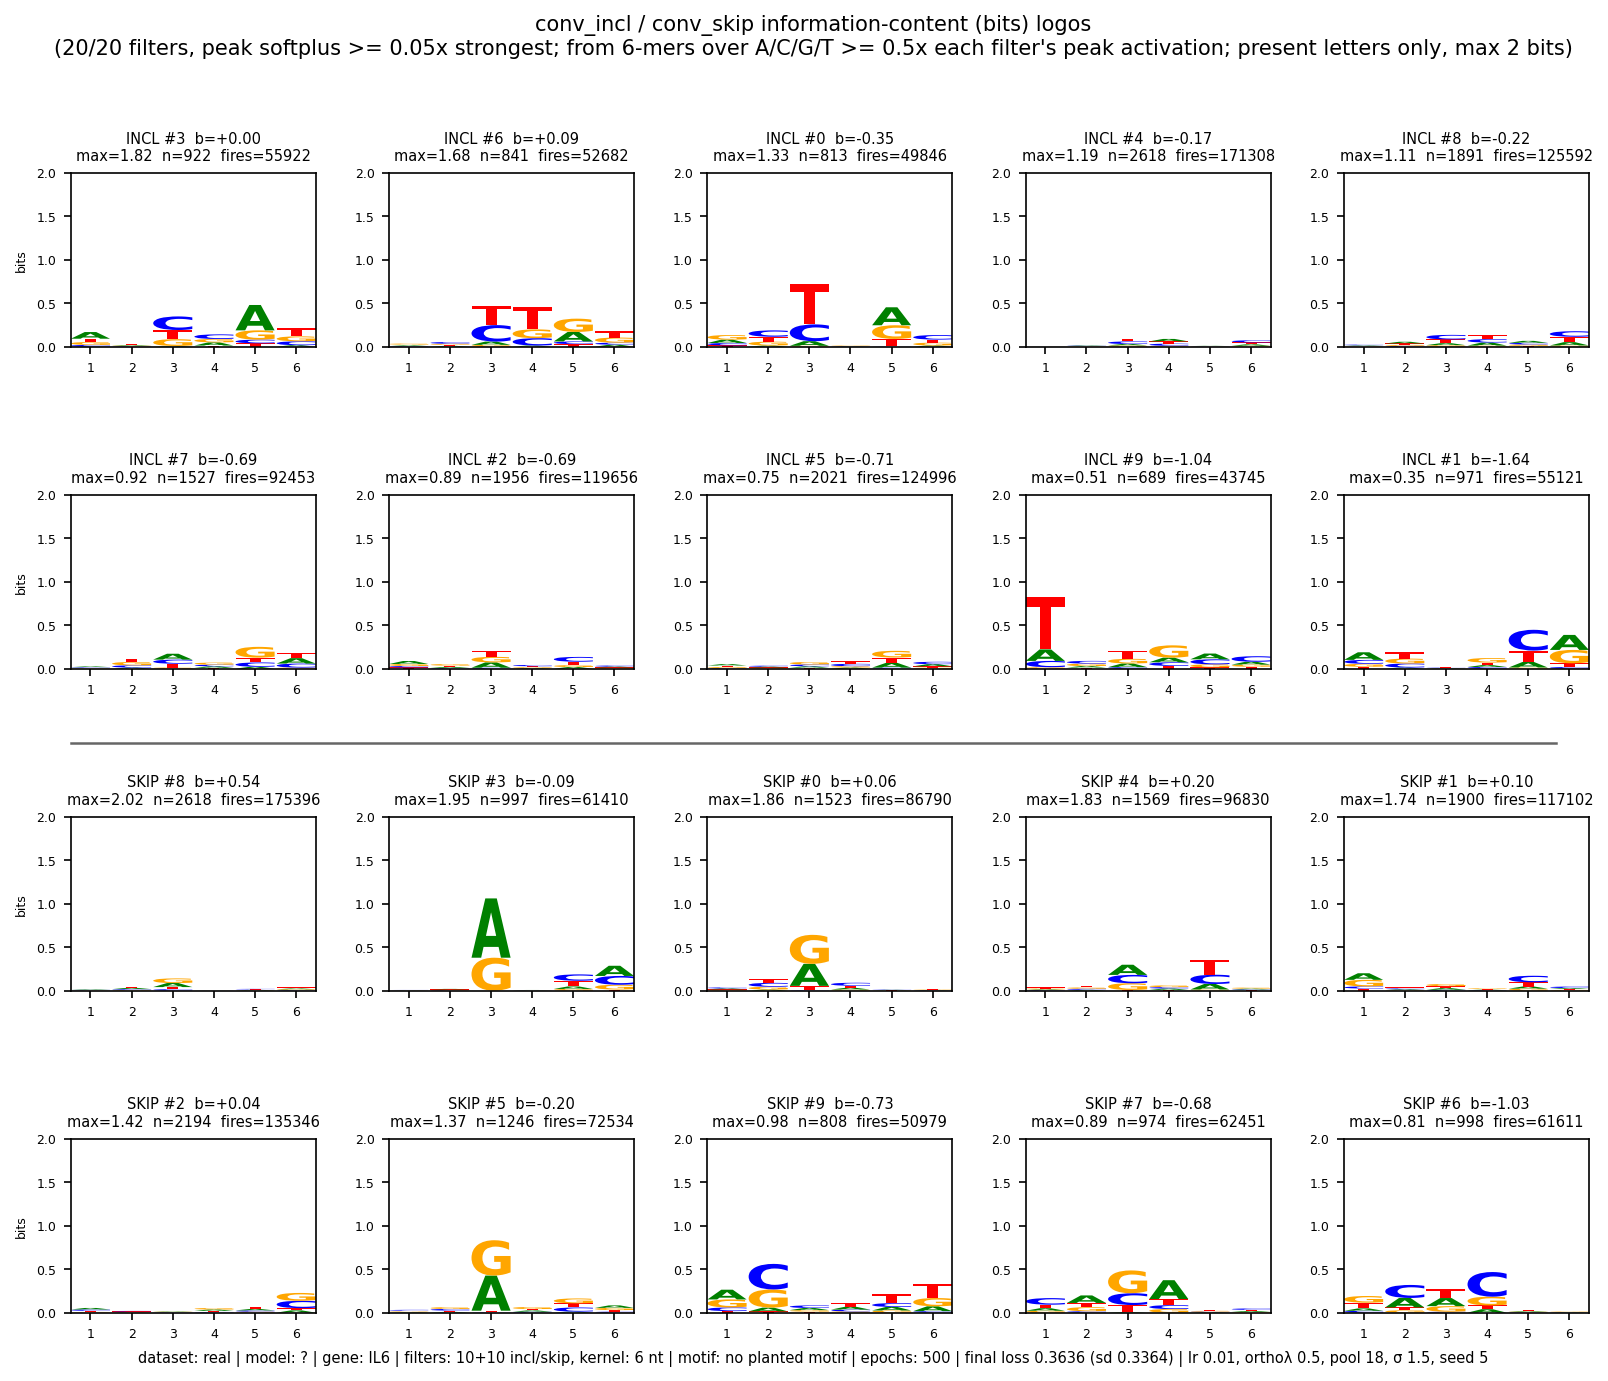 conv_incl / conv_skip information-content (bits) logos
(20/20 filters, peak softplus >= 0.05x strongest; from 6-mers over A/C/G/T >= 0.5x each filter's peak activation; present letters only, max 2 bits)
INCL #3  b=+0.00
max=1.82  n=922  fires=55922
INCL #6  b=+0.09
max=1.68  n=841  fires=52682
INCL #0  b=-0.35
max=1.33  n=813  fires=49846
INCL #4  b=-0.17
max=1.19  n=2618  fires=171308
INCL #8  b=-0.22
max=1.11  n=1891  fires=125592
INCL #7  b=-0.69
max=0.92  n=1527  fires=92453
INCL #2  b=-0.69
max=0.89  n=1956  fires=119656
INCL #5  b=-0.71
max=0.75  n=2021  fires=124996
INCL #9  b=-1.04
max=0.51  n=689  fires=43745
INCL #1  b=-1.64
max=0.35  n=971  fires=55121
SKIP #8  b=+0.54
max=2.02  n=2618  fires=175396
SKIP #3  b=-0.09
max=1.95  n=997  fires=61410
SKIP #0  b=+0.06
max=1.86  n=1523  fires=86790
SKIP #4  b=+0.20
max=1.83  n=1569  fires=96830
SKIP #1  b=+0.10
max=1.74  n=1900  fires=117102
SKIP #2  b=+0.04
max=1.42  n=2194  fires=135346
SKIP #5  b=-0.20
max=1.37  n=1246  fires=72534
SKIP #9  b=-0.73
max=0.98  n=808  fires=50979
SKIP #7  b=-0.68
max=0.89  n=974  fires=62451
SKIP #6  b=-1.03
max=0.81  n=998  fires=61611
dataset: real | model: ? | gene: IL6 | filters: 10+10 incl/skip, kernel: 6 nt | motif: no planted motif | epochs: 500 | final loss 0.3636 (sd 0.3364) | lr 0.01, orthoλ 0.5, pool 18, σ 1.5, seed 5